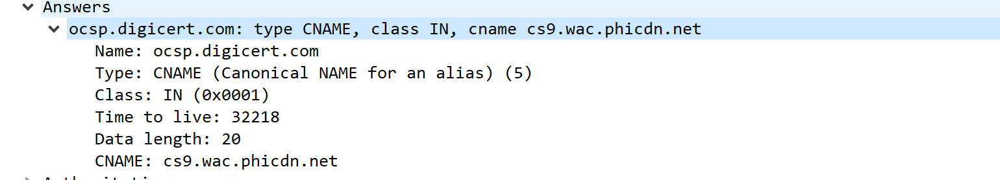 Answers
ocsp.digicert.com: type CNAME, class IN, cname cs9.wac.phicdn.net
Name: ocsp.digicert.com
Type: CNAME (Canonical NAME for an alias) (5)
Class: IN (0x0001)
Time to live: 32218
Data length: 20
CNAME: cs9.wac.phicdn.net